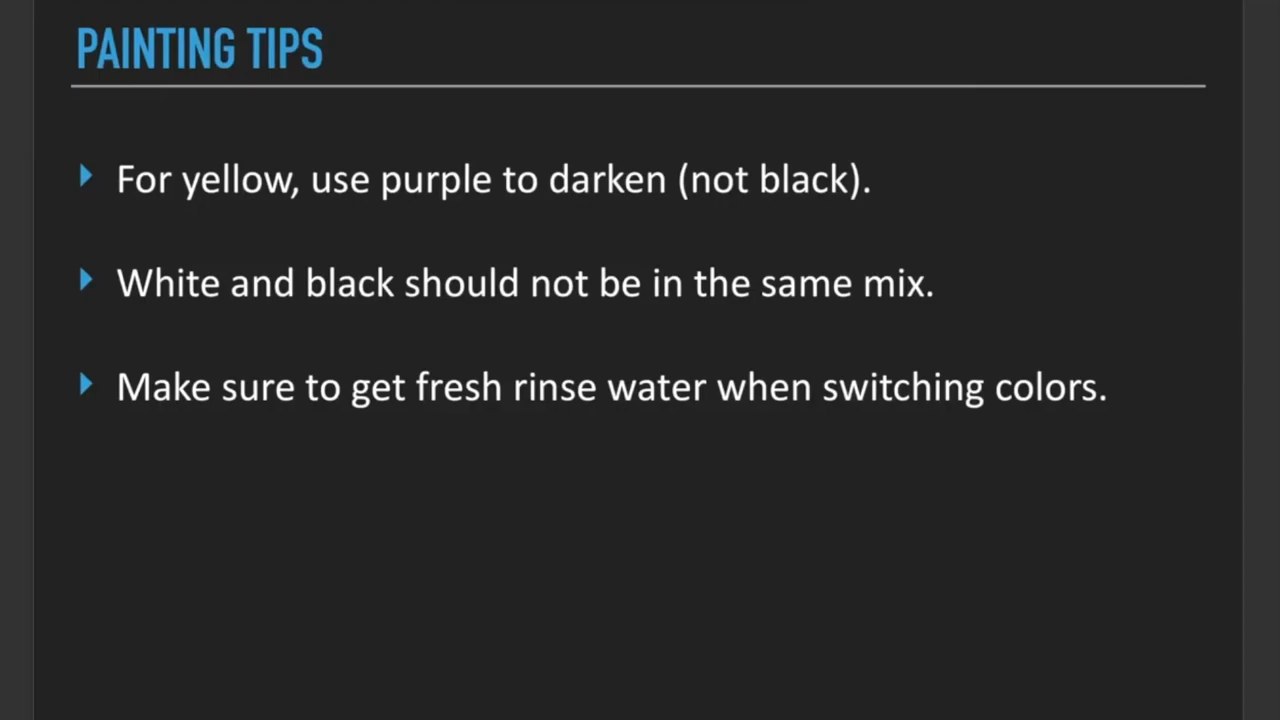 PAINTING TIPS
For yellow, use purple to darken (not black).
White and black should not be in the same mix.
Make sure to get fresh rinse water when switching colors.